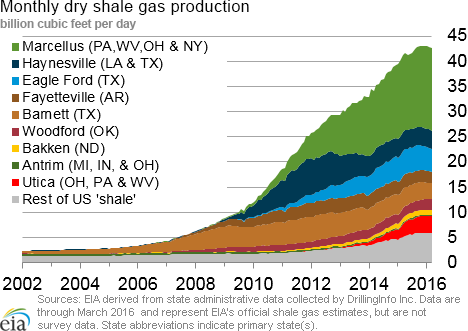 Monthly dry shale gas production
billion cubic feet per day
Marcellus (PA,WV,OH & NY)
Haynesville (LA & TX)
Eagle Ford (TX)
Fayetteville (AR)
Barnett (TX)
Woodford (OK)
Bakken (ND)
Antrim (MI, IN, & OH)
Utica (OH, PA & WV)
Rest of US 'shale'
45
40
35
30
25
20
15
10
5
0
2002 2004 2006 2008 2010 2012 2014 2016
Sources: EIA derived from state administrative data collected by DrillingInfo Inc. Data are
through March 2016 and represent EIA's official shale gas estimates, but are not
survey data. State abbreviations indicate primary state(s).
eia